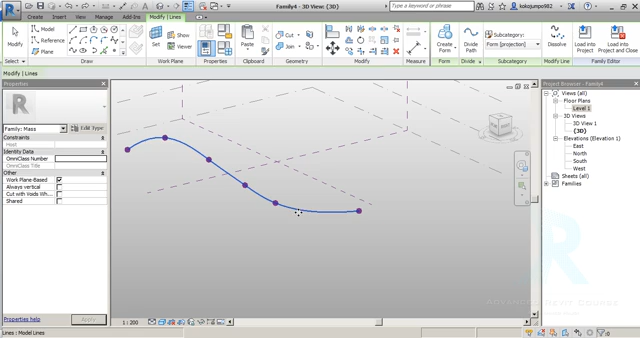 Family4 - 3D View: {3D}
Type a keyword or phrase
kokojumpo982
Create Insert View Manage Add-Ins Modify | Lines
Modify
Model
Reference
Plane
Set
Show
Viewer
Paste
Cut
Join
Create Form
Divide Path
Form [projection]
Dissolve
Load into Project
Load into Project and Close
Select
Properties
Draw
Work Plane
Properties
Clipboard
Geometry
Modify
Measure
Form
Divide
Subcategory
Modify Lines
Family Editor
Modify | Lines
Properties
Family: Mass
Edit Type
Constraints
Host
Identity Data
OmniClass Number
OmniClass Title
Other
Work Plane-Based
Always vertical
Cut with Voids Wh...
Shared
Properties help
Apply
1 : 200
Project Browser - Family4
Views (all)
Floor Plans
Level 1
3D Views
3D View 1
{3D}
Elevations (Elevation 1)
East
North
South
West
Sheets (all)
Families
ADVANCED REVIT COURSE
Lines : Model Lines